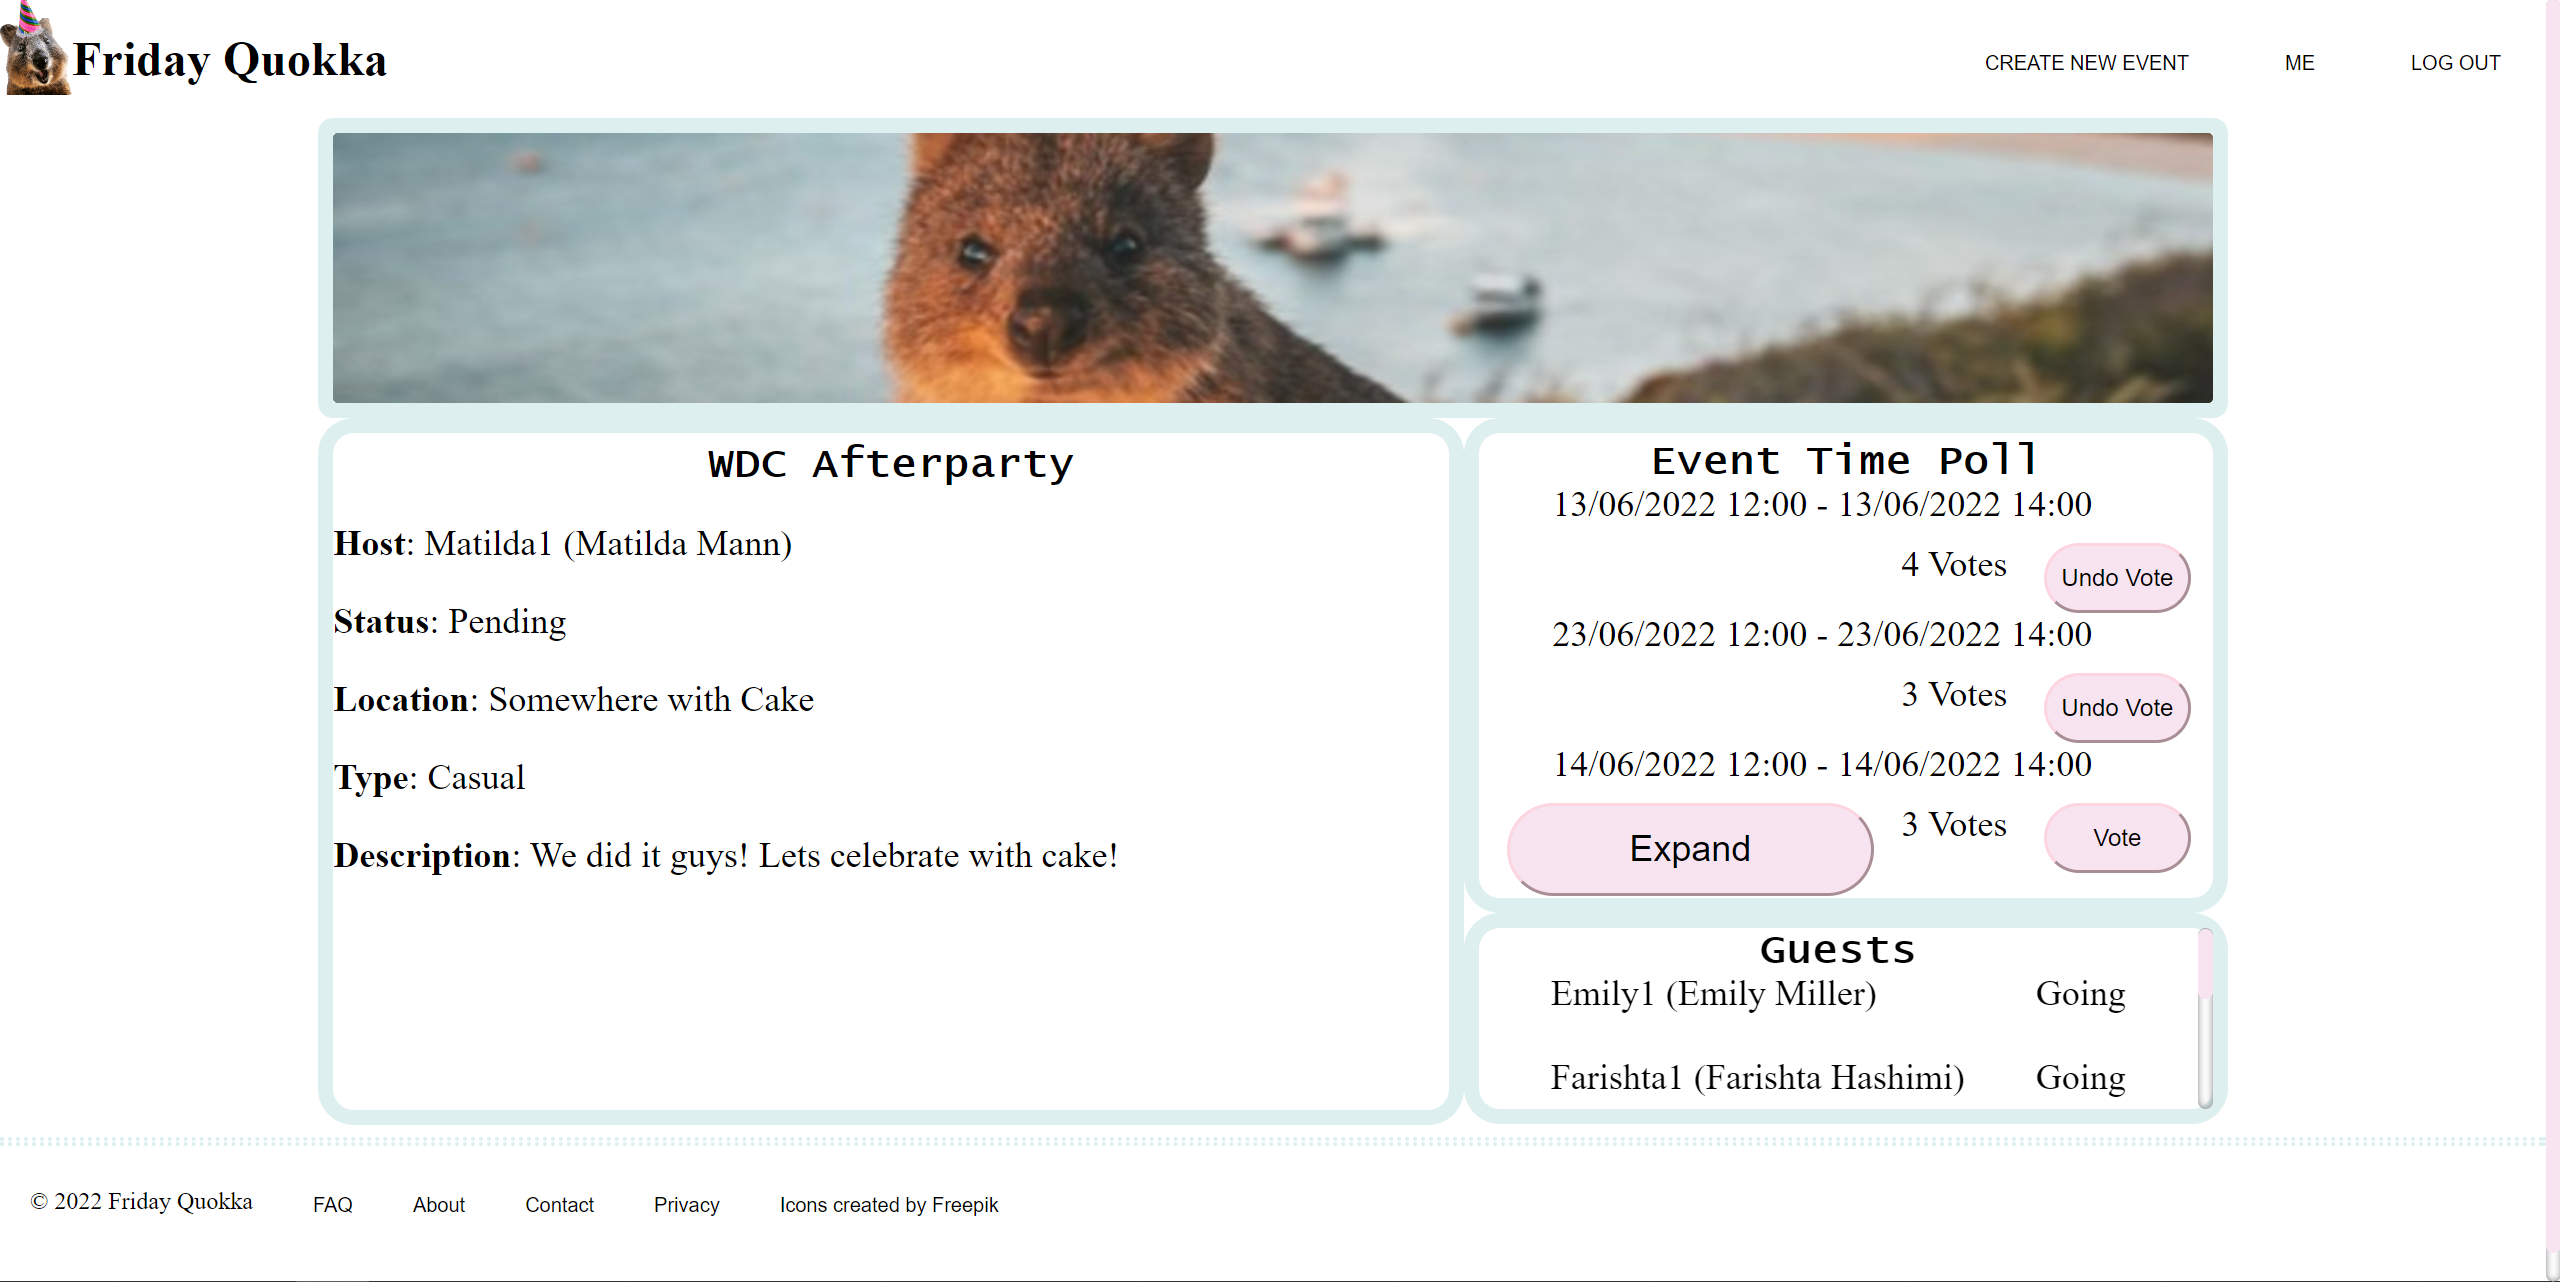 Friday Quokka
CREATE NEW EVENT
ME
LOG OUT
WDC Afterparty
Host: Matilda1 (Matilda Mann)
Status: Pending
Location: Somewhere with Cake
Type: Casual
Description: We did it guys! Lets celebrate with cake!
Event Time Poll
13/06/2022 12:00 - 13/06/2022 14:00
4 Votes
Undo Vote
23/06/2022 12:00 - 23/06/2022 14:00
3 Votes
Undo Vote
14/06/2022 12:00 - 14/06/2022 14:00
3 Votes
Vote
Expand
Guests
Emily1 (Emily Miller) Going
Farishta1 (Farishta Hashimi) Going
© 2022 Friday Quokka
FAQ
About
Contact
Privacy
Icons created by Freepik